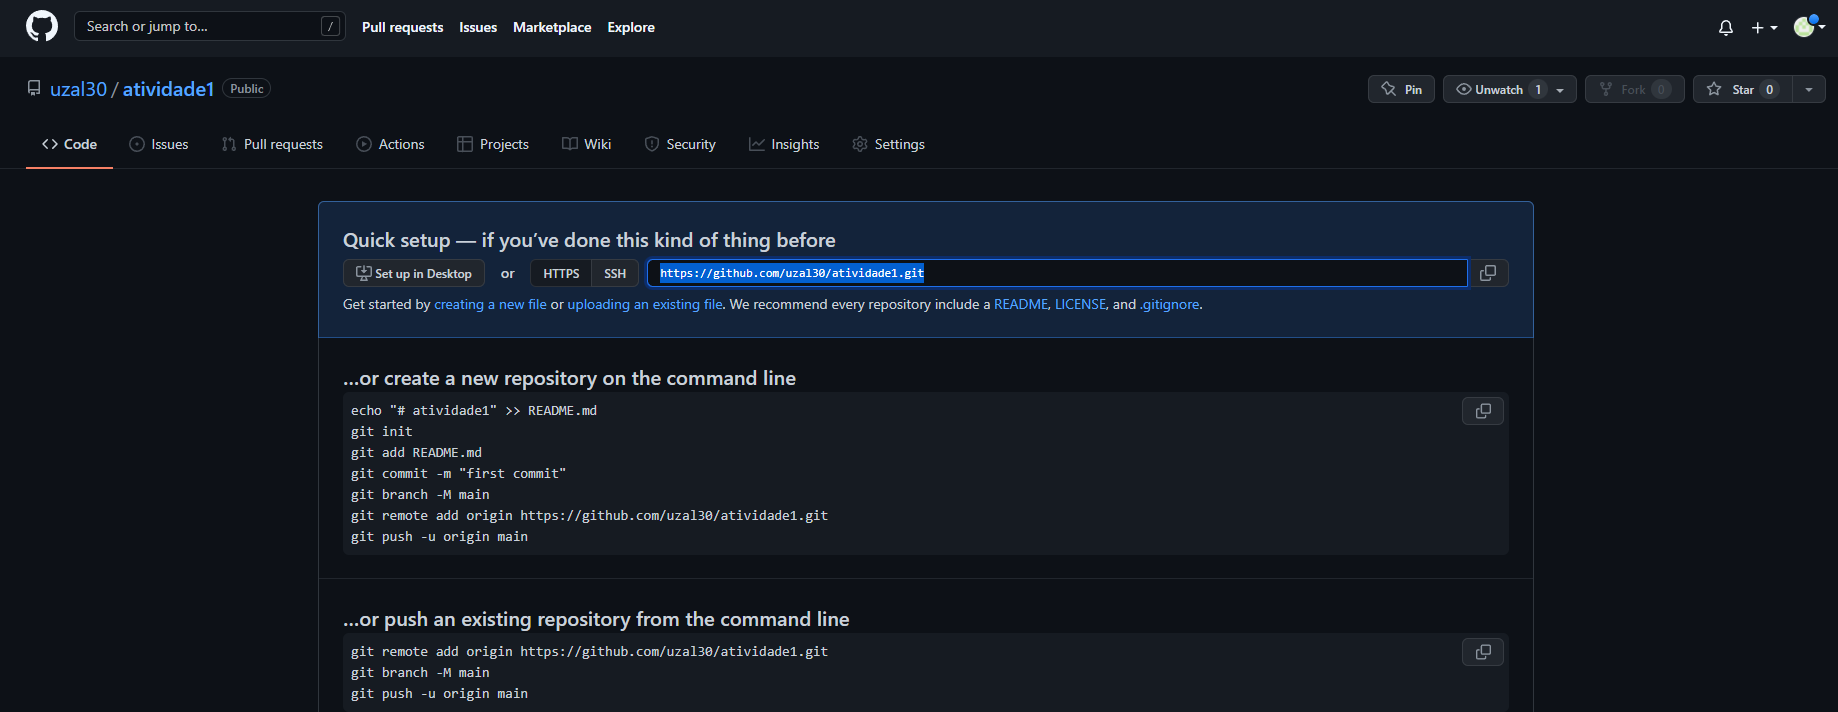 Search or jump to... /
Pull requests Issues Marketplace Explore
uzal30 / atividade1 Public
Pin Unwatch 1 Fork 0 Star 0
<> Code Issues Pull requests Actions Projects Wiki Security Insights Settings
Quick setup — if you’ve done this kind of thing before
Set up in Desktop or HTTPS SSH https://github.com/uzal30/atividade1.git
Get started by creating a new file or uploading an existing file. We recommend every repository include a README, LICENSE, and .gitignore.
…or create a new repository on the command line
echo "# atividade1" >> README.md
git init
git add README.md
git commit -m "first commit"
git branch -M main
git remote add origin https://github.com/uzal30/atividade1.git
git push -u origin main
…or push an existing repository from the command line
git remote add origin https://github.com/uzal30/atividade1.git
git branch -M main
git push -u origin main